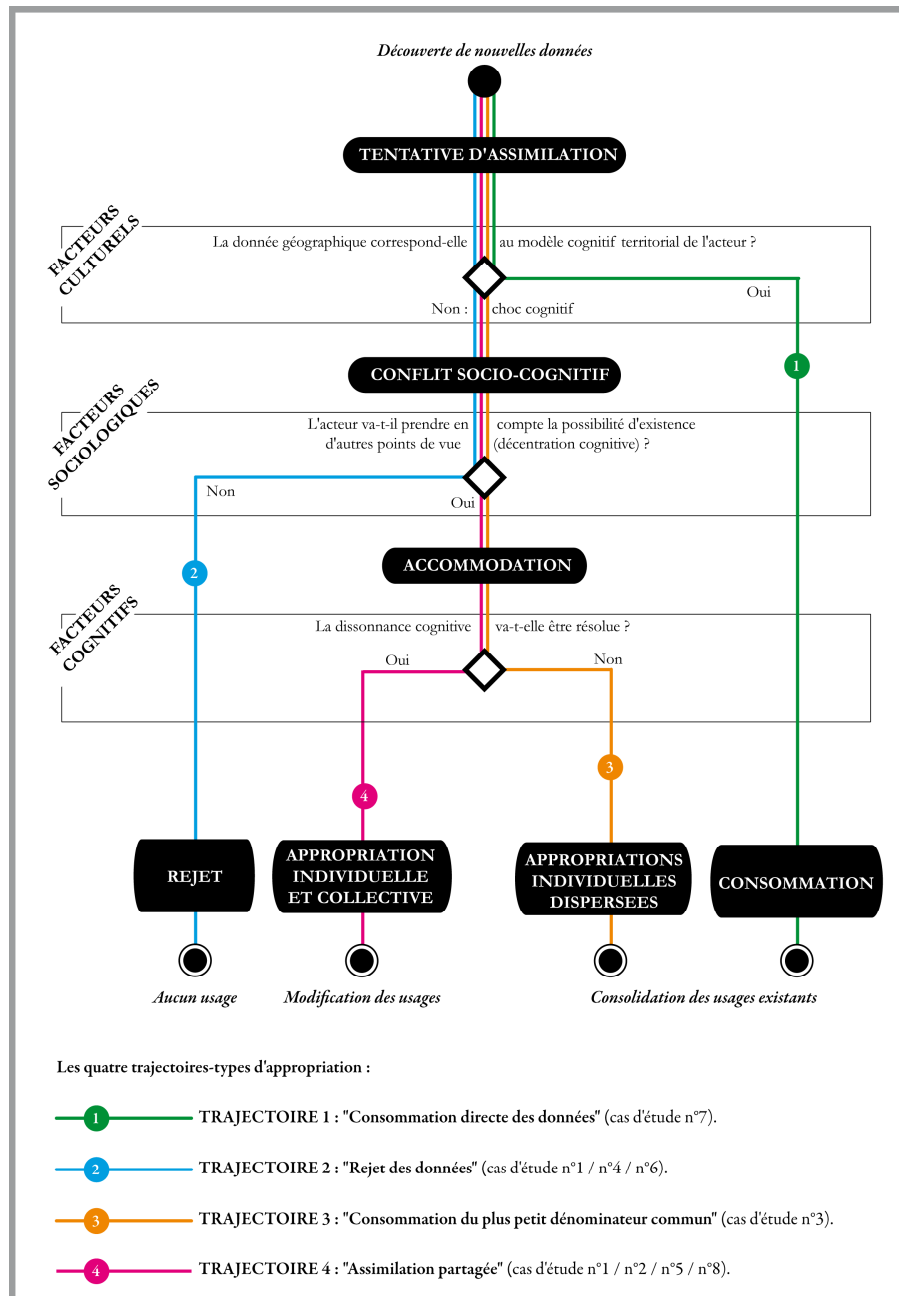 Découverte de nouvelles données
TENTATIVE D'ASSIMILATION
FACTEURS
CULTURELS
La donnée géographique correspond-elle au modèle cognitif territorial de l'acteur ?
Oui
Non : choc cognitif
1
CONFLIT SOCIO-COGNITIF
FACTEURS
SOCIOLOGIQUES
L'acteur va-t-il prendre en compte la possibilité d'existence
d'autres points de vue (décentration cognitive) ?
Non
Oui
2
ACCOMMODATION
FACTEURS
COGNITIFS
La dissonnance cognitive va-t-elle être résolue ?
Oui
Non
3
4
REJET
APPROPRIATION
INDIVIDUELLE
ET COLLECTIVE
APPROPRIATIONS
INDIVIDUELLES
DISPERSEES
CONSOMMATION
Aucun usage
Modification des usages
Consolidation des usages existants
Les quatre trajectoires-types d'appropriation :
1 TRAJECTOIRE 1 : "Consommation directe des données" (cas d'étude n°7).
2 TRAJECTOIRE 2 : "Rejet des données" (cas d'étude n°1 / n°4 / n°6).
3 TRAJECTOIRE 3 : "Consommation du plus petit dénominateur commun" (cas d'étude n°3).
4 TRAJECTOIRE 4 : "Assimilation partagée" (cas d'étude n°1 / n°2 / n°5 / n°8).